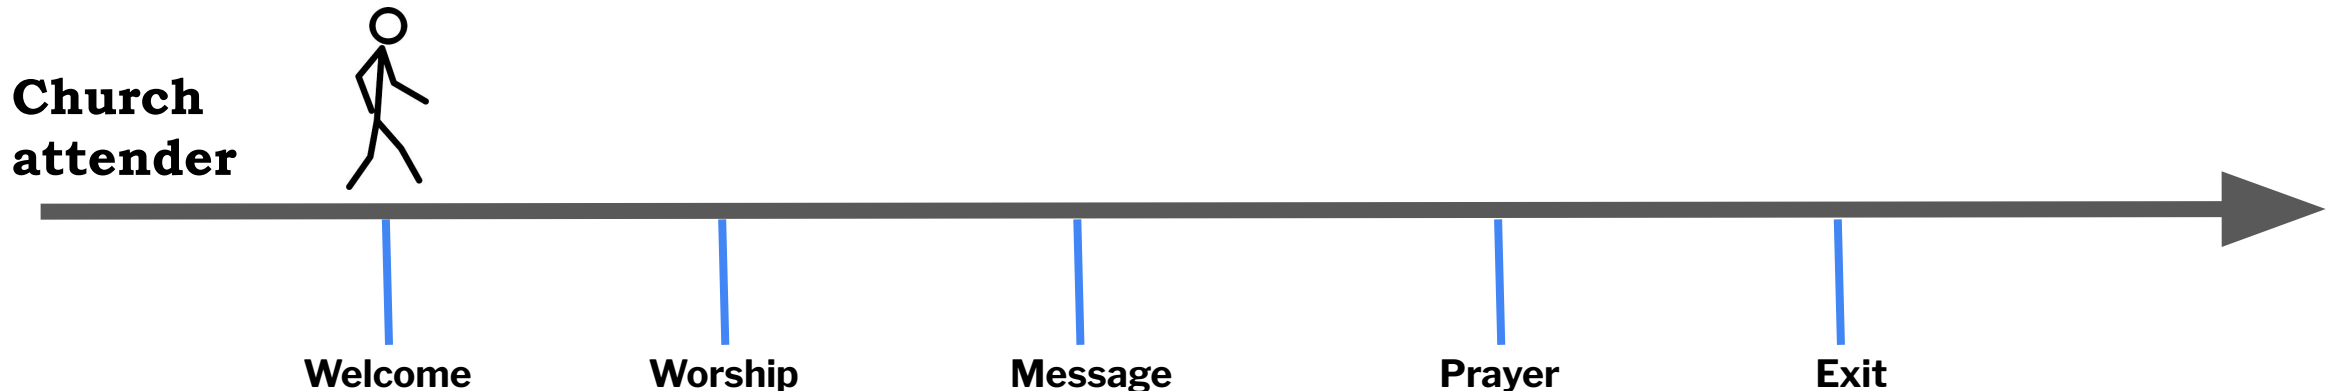 Church
attender
Welcome
Worship
Message
Prayer
Exit